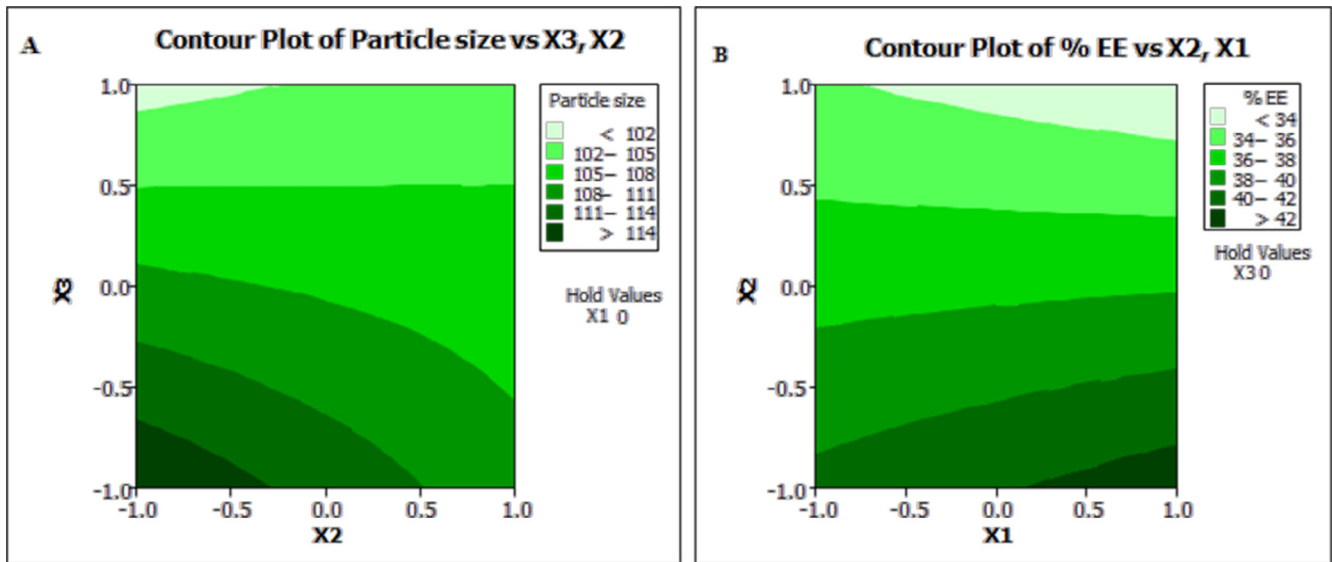 A
Contour Plot of Particle size vs X3, X2
1.0
0.5
0.0
-0.5
-1.0
X3
-1.0 -0.5 0.0 0.5 1.0
X2
Particle size
< 102
102– 105
105 – 108
108– 111
111– 114
> 114
Hold Values
X1 0
B
Contour Plot of % EE vs X2, X1
1.0
0.5
0.0
-0.5
-1.0
X2
-1.0 -0.5 0.0 0.5 1.0
X1
% EE
< 34
34– 36
36– 38
38– 40
40– 42
> 42
Hold Values
X3 0